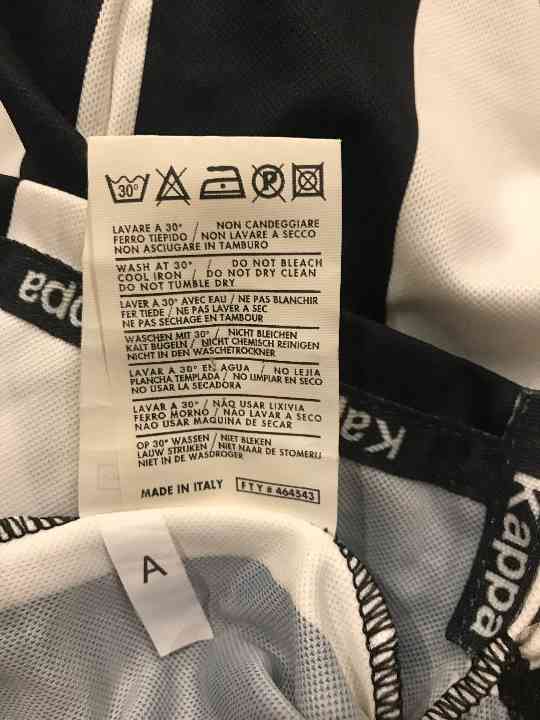 30°
P
LAVARE A 30° / NON CANDEGGIARE
FERRO TIEPIDO / NON LAVARE A SECCO
NON ASCIUGARE IN TAMBURO
WASH AT 30° / DO NOT BLEACH
COOL IRON / DO NOT DRY CLEAN
DO NOT TUMBLE DRY
LAVER A 30° AVEC EAU / NE PAS BLANCHIR
FER TIEDE / NE PAS LAVER A SEC
NE PAS SECHAGE EN TAMBOUR
WASCHEN MIT 30° / NICHT BLEICHEN
KALT BUGELN / NICHT CHEMISCH REINIGEN
NICHT IN DEN WASCHETROCKNER
LAVAR A 30° EN AGUA / NO LEJIA
PLANCHA TEMPLADA / NO LIMPIAR EN SECO
NO USAR LA SECADORA
LAVAR A 30° / NÃO USAR LIXIVIA
FERRO MORNO / NÃO LAVAR A SECO
NÃO USAR MAQUINA DE SECAR
OP 30° WASSEN / NIET BLEKEN
LAUW STRIJKEN / NIET NAAR DE STOMERIJ
NIET IN DE WASDROGER
MADE IN ITALY FTY # 464543
A
Kappa
Kappa
Ka